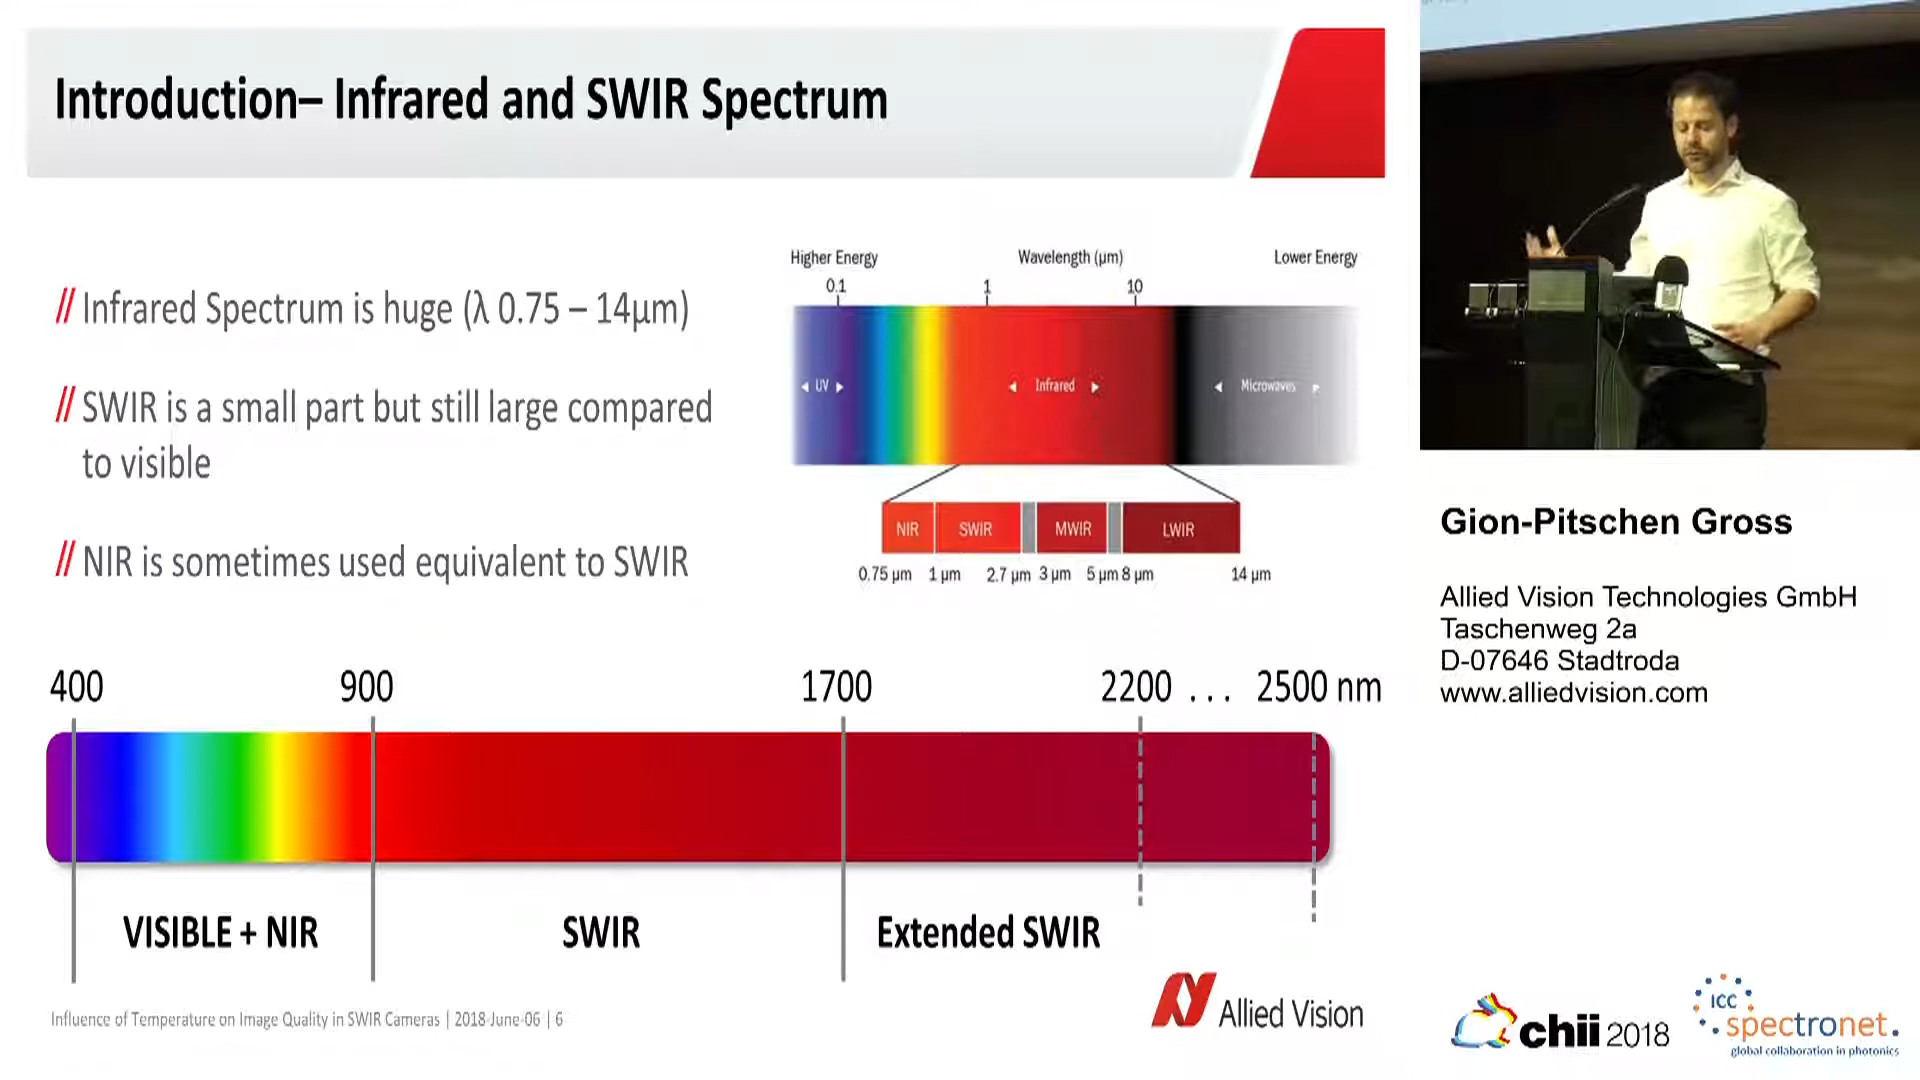 Introduction– Infrared and SWIR Spectrum
// Infrared Spectrum is huge (λ 0.75 – 14µm)
// SWIR is a small part but still large compared
to visible
// NIR is sometimes used equivalent to SWIR
Higher Energy Wavelength (µm) Lower Energy
0.1 1 10
UV Infrared Microwaves
NIR SWIR MWIR LWIR
0.75 µm 1 µm 2.7 µm 3 µm 5 µm 8 µm 14 µm
400 900 1700 2200 ... 2500 nm
VISIBLE + NIR SWIR Extended SWIR
Influence of Temperature on Image Quality in SWIR Cameras | 2018-June-06 | 6
Allied Vision
Gion-Pitschen Gross
Allied Vision Technologies GmbH
Taschenweg 2a
D-07646 Stadtroda
www.alliedvision.com
chii 2018
ICC
spectronet.
global collaboration in photonics